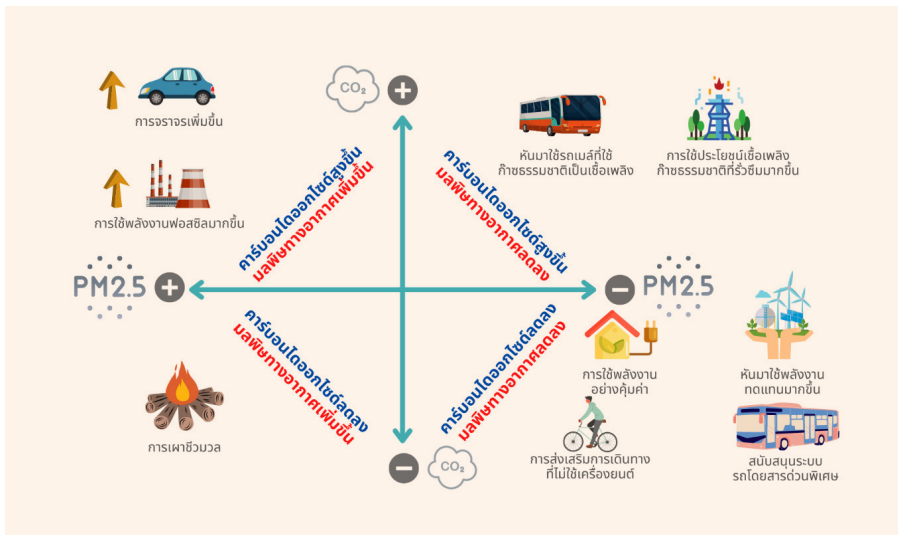 CO₂
การจราจรเพิ่มขึ้น
การใช้พลังงานฟอสซิลมากขึ้น
คาร์บอนไดออกไซด์สูงขึ้น
มลพิษทางอากาศเพิ่มขึ้น
หันมาใช้รถเมล์ที่ใช้
ก๊าซธรรมชาติเป็นเชื้อเพลิง
การใช้ประโยชน์เชื้อเพลิง
ก๊าซธรรมชาติที่รั่วซึมมากขึ้น
คาร์บอนไดออกไซด์สูงขึ้น
มลพิษทางอากาศลดลง
PM2.5
PM2.5
คาร์บอนไดออกไซด์ลดลง
มลพิษทางอากาศเพิ่มขึ้น
การเผาชีวมวล
คาร์บอนไดออกไซด์ลดลง
มลพิษทางอากาศลดลง
การใช้พลังงาน
อย่างคุ้มค่า
หันมาใช้พลังงาน
ทดแทนมากขึ้น
การส่งเสริมการเดินทาง
ที่ไม่ใช้เครื่องยนต์
สนับสนุนระบบ
รถโดยสารด่วนพิเศษ
CO₂